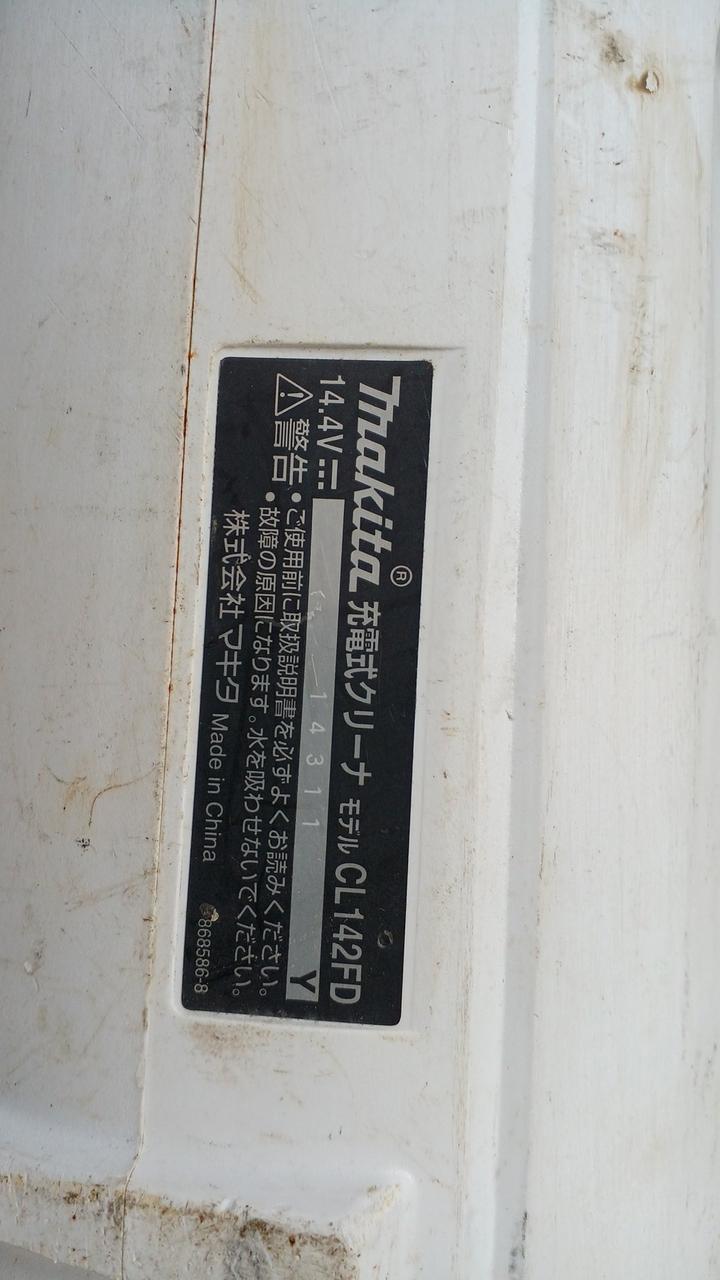 makita® 充電式クリーナ モデル CL142FD
14.4V ⎓ 14311 Y
⚠警告 •ご使用前に取扱説明書を必ずよくお読みください。
•故障の原因になります。水を吸わせないでください。
株式会社 マキタ Made in China 868586-8